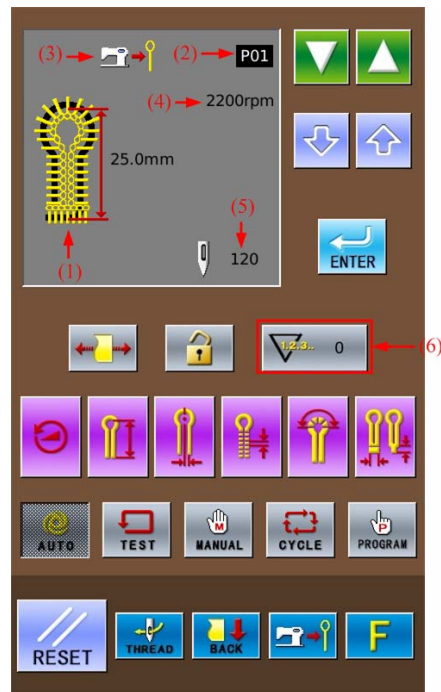 (3) (2) P01
(4) 2200rpm
25.0mm
(5)
(1) 120
ENTER
1.2.3.. 0 (6)
AUTO TEST M MANUAL CYCLE P PROGRAM
RESET THREAD BACK F